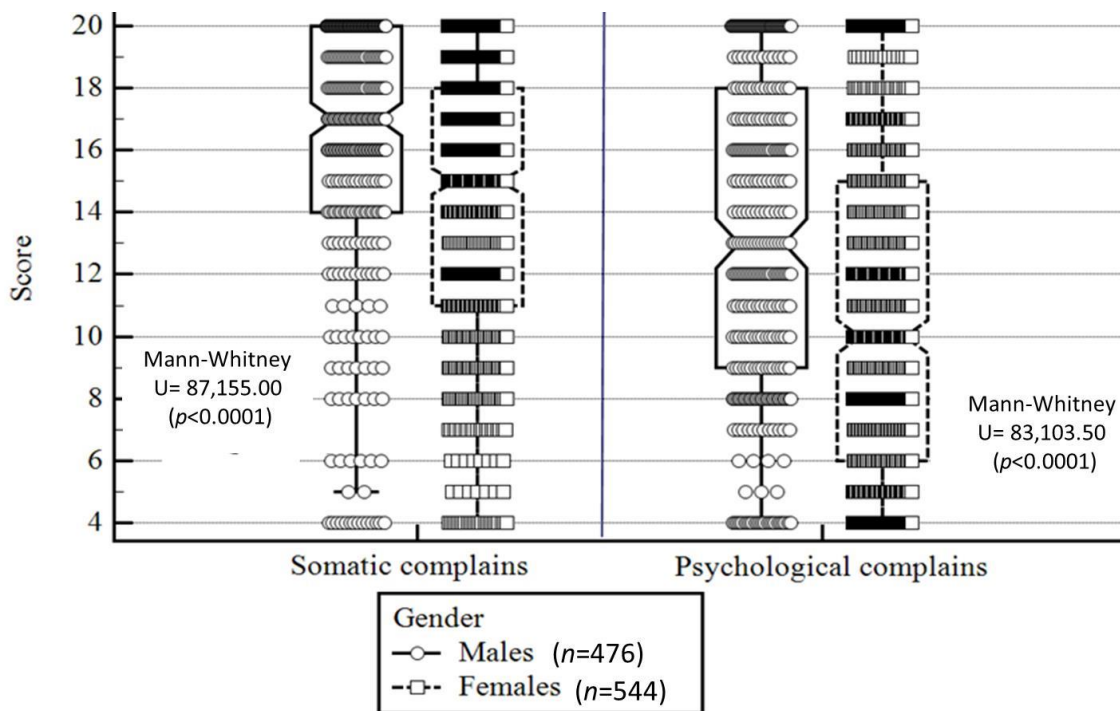 20
18
16
14
12
10
8
6
4
Score
Mann-Whitney
U= 87,155.00
(p<0.0001)
Mann-Whitney
U= 83,103.50
(p<0.0001)
Somatic complains
Psychological complains
Gender
Males (n=476)
Females (n=544)